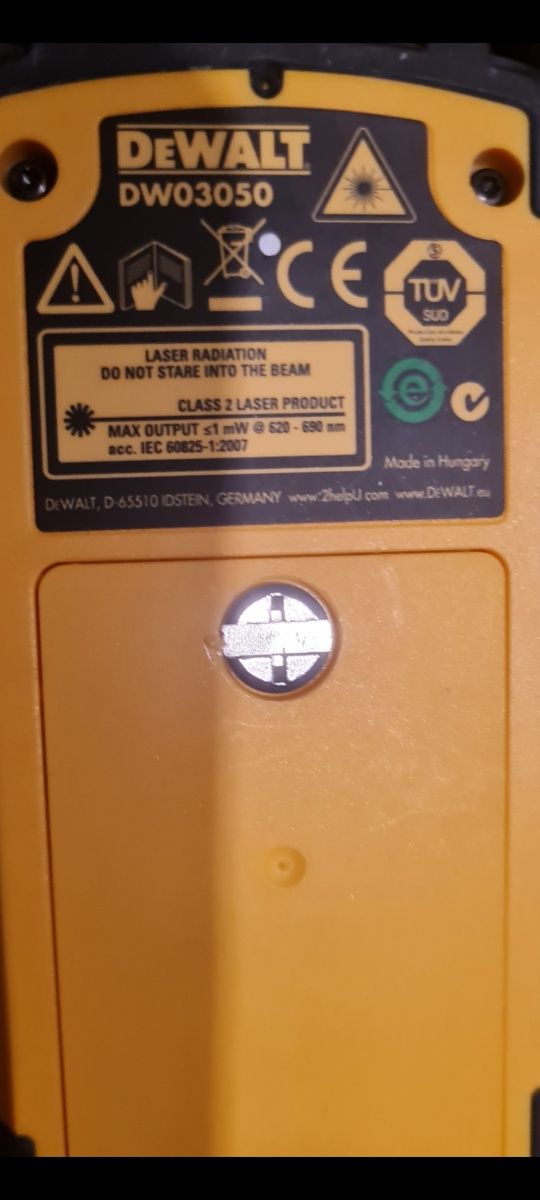 DEWALT
DW03050
CE
TÜV
SÜD
LASER RADIATION
DO NOT STARE INTO THE BEAM
CLASS 2 LASER PRODUCT
MAX OUTPUT ≤1 mW @ 620 - 690 nm
acc. IEC 60825-1:2007
Made in Hungary
DEWALT, D-65510 IDSTEIN, GERMANY www.2helpU.com www.DEWALT.eu